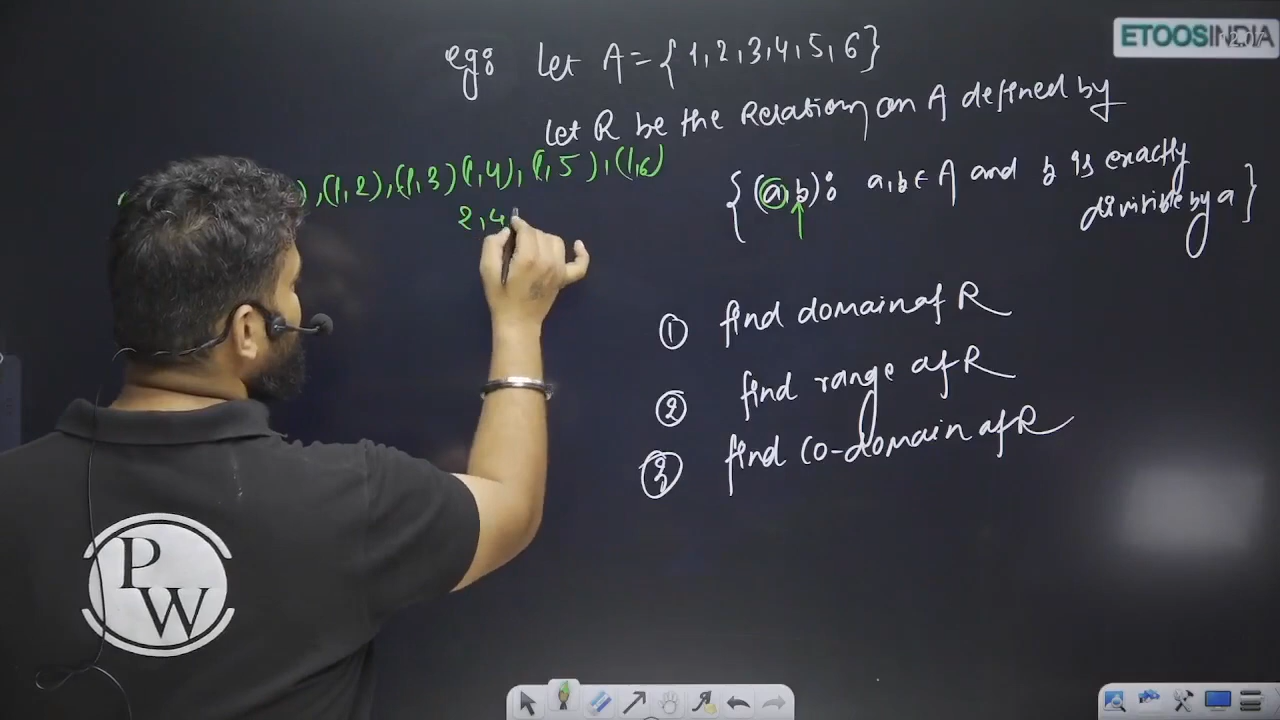 ETOOSINDIA
eg: Let A = { 1, 2, 3, 4, 5, 6 }
Let R be the Relation on A defined by
{ (a, b) : a, b ∈ A and b is exactly
divisible by a }
), (1, 2), (1, 3) (1, 4), (1, 5), (1, 6)
2, 4
① find domain of R
② find range of R
③ find Co-domain of R
PW